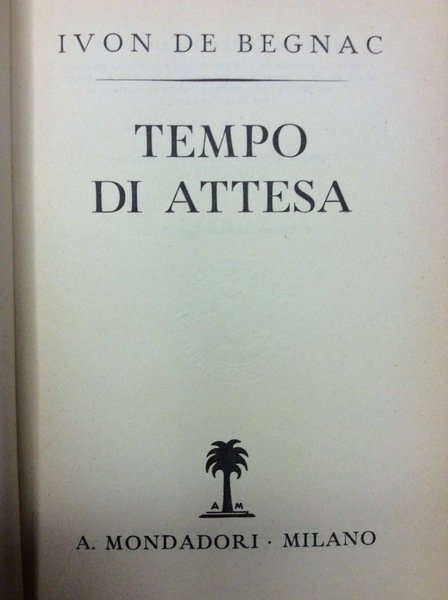 IVON DE BEGNAC
TEMPO
DI ATTESA
A M
A. MONDADORI · MILANO